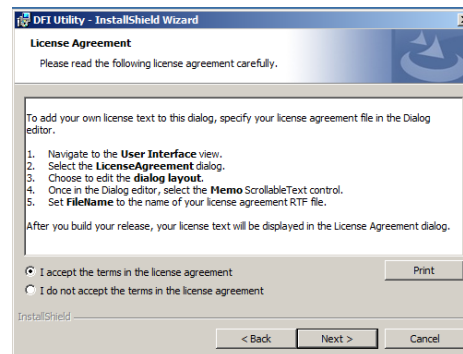 DFI Utility - InstallShield Wizard
License Agreement
Please read the following license agreement carefully.
To add your own license text to this dialog, specify your license agreement file in the Dialog
editor.
1. Navigate to the User Interface view.
2. Select the LicenseAgreement dialog.
3. Choose to edit the dialog layout.
4. Once in the Dialog editor, select the Memo ScrollableText control.
5. Set FileName to the name of your license agreement RTF file.
After you build your release, your license text will be displayed in the License Agreement dialog.
I accept the terms in the license agreement
Print
I do not accept the terms in the license agreement
InstallShield
< Back
Next >
Cancel